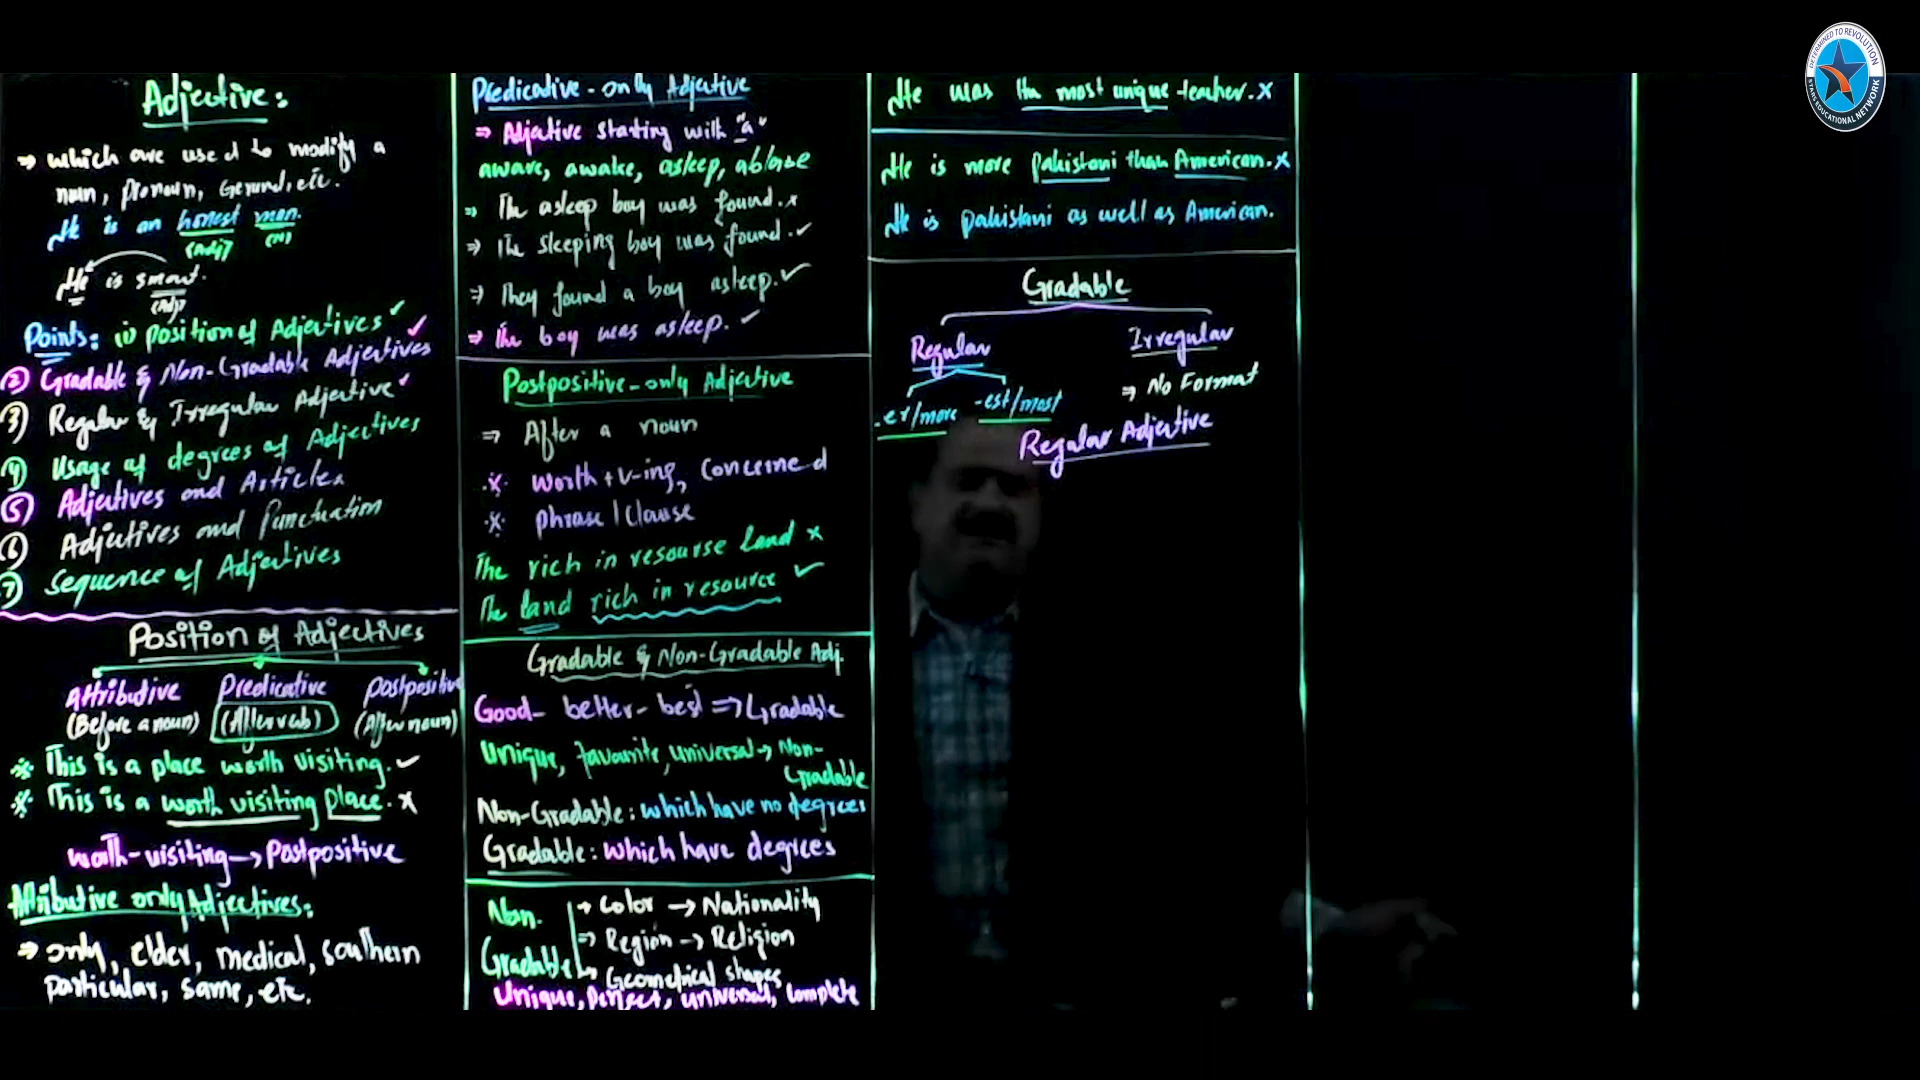 Adjective:
⇒ which are used to modify a
noun, pronoun, Gerund, etc.
He is an honest man.
(Adj) (N)
He is smart.
(Adj)
Points: (i) position of Adjectives ✓
② Gradable & Non-Gradable Adjectives ✓
③ Regular & Irregular Adjective ✓
④ Usage of degrees of Adjectives
⑤ Adjectives and Articles
⑥ Adjectives and Punctuation
⑦ Sequence of Adjectives
Position of Adjectives
Attributive Predicative Postpositive
(Before a noun) (After verb) (After noun)
※ This is a place worth visiting. ✓
※ This is a worth visiting place. ×
worth-visiting → Postpositive
Attributive only Adjectives:
⇒ only, elder, medical, southern
particular, same, etc.
Predicative-only Adjective
⇒ Adjective starting with "a"
aware, awake, asleep, ablaze
⇒ The asleep boy was found. ×
⇒ The sleeping boy was found. ✓
⇒ They found a boy asleep. ✓
⇒ The boy was asleep. ✓
Postpositive-only Adjective
⇒ After a noun
※ worth + v-ing, concerned
※ phrase / clause
The rich in resourse land ×
The land rich in resource ✓
Gradable & Non-Gradable Adj.
Good- better- best ⇒ Gradable
Unique, favourite, universal → Non-
Gradable
Non-Gradable: which have no degrees
Gradable: which have degrees
Non. → Color → Nationality
⇒ Region → Religion
Gradable ↳ Geometrical shapes
Unique, perfect, universal, complete
He was the most unique teacher. ×
He is more pakistani than American. ×
He is pakistani as well as American.
Gradable
Regular Irregular
⇒ No Format
-er/more -est/most
Regular Adjective
DETERMINED TO REVOLUTION
STARS EDUCATIONAL NETWORK